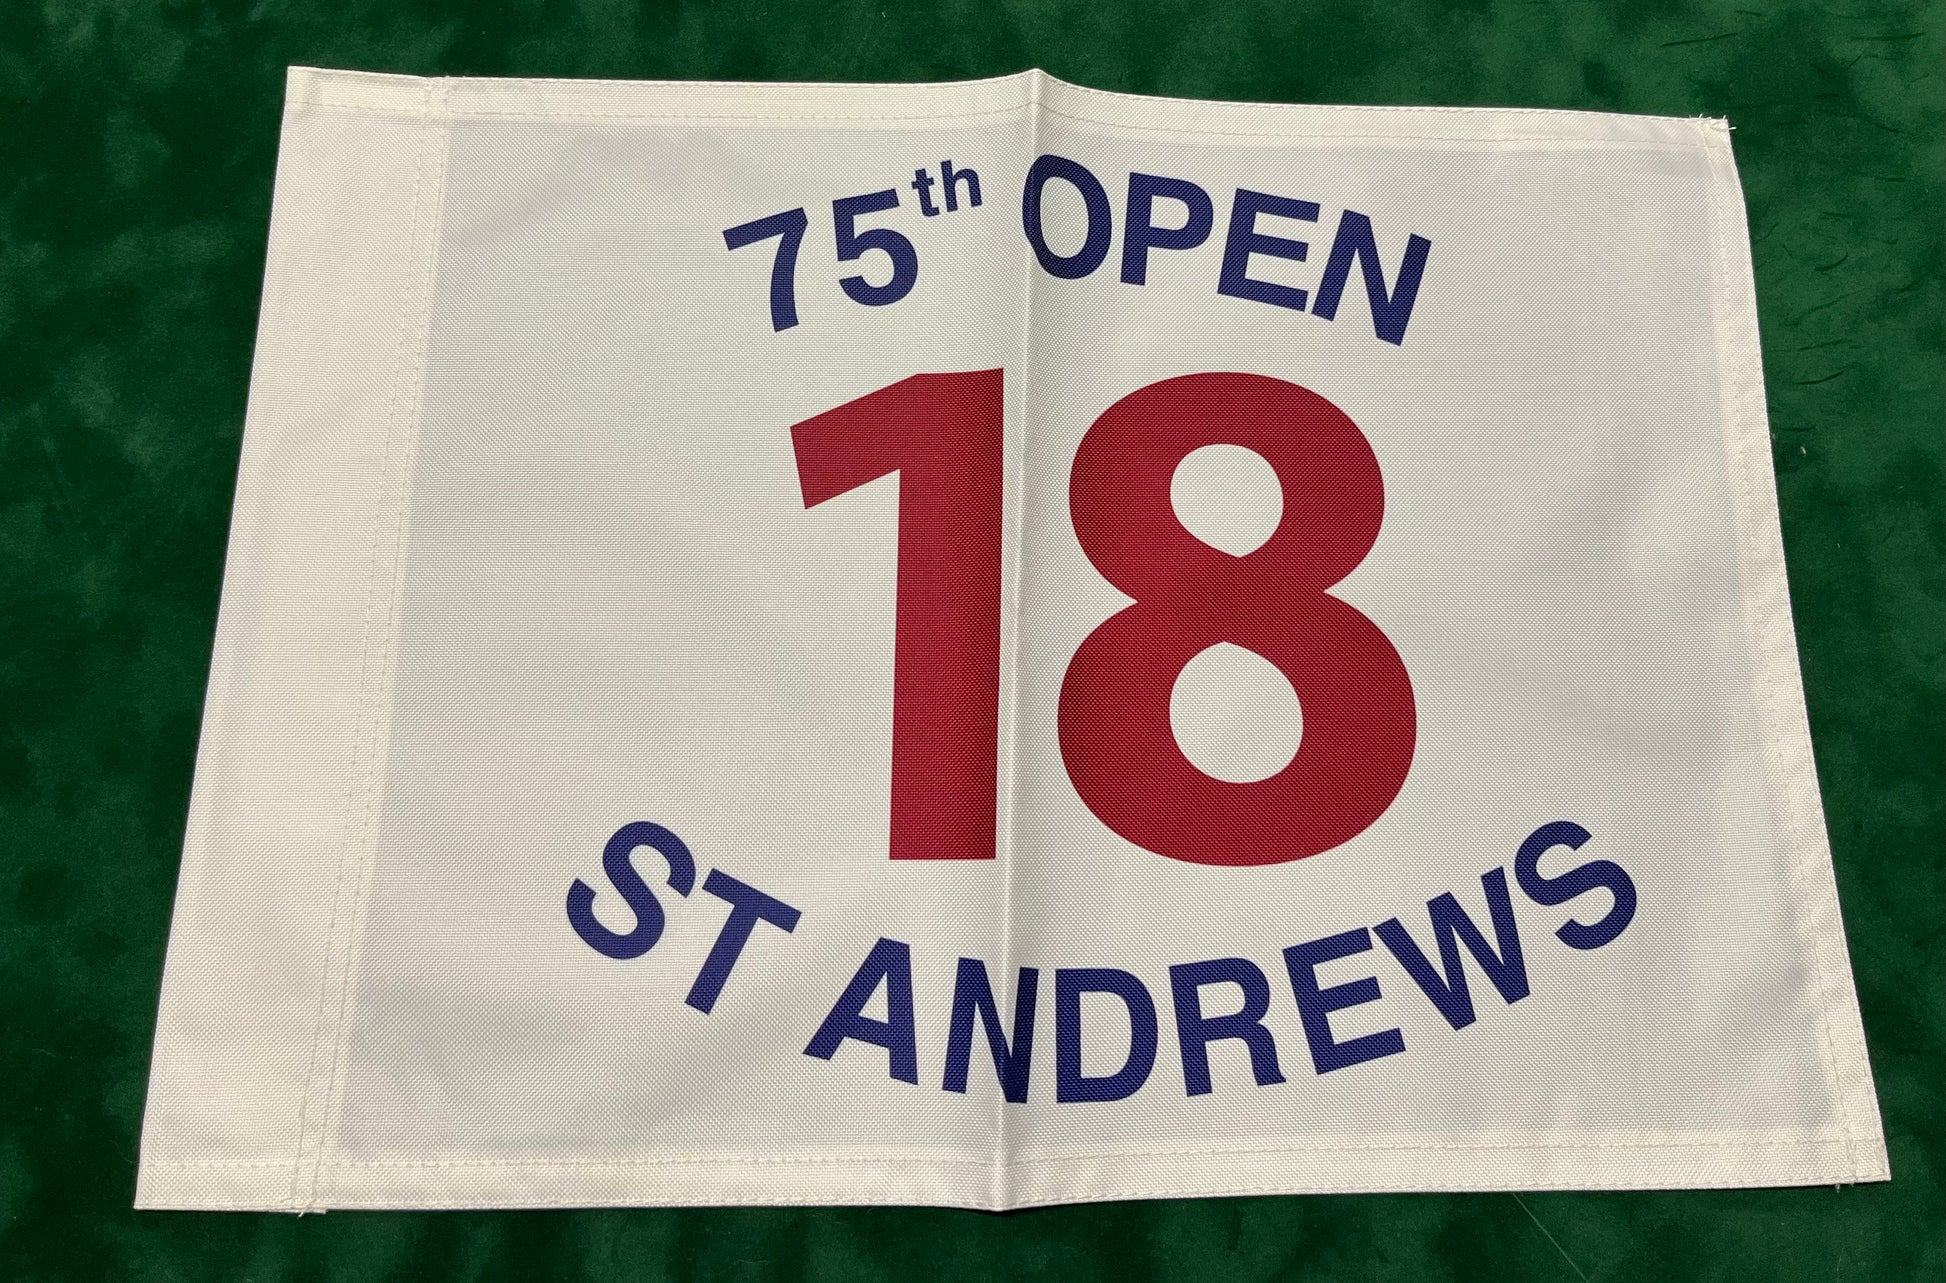 75th OPEN
18
ST ANDREWS